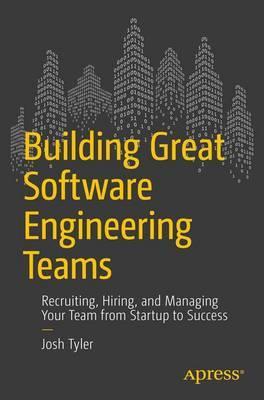 Building Great
Software
Engineering
Teams
Recruiting, Hiring, and Managing
Your Team from Startup to Success
Josh Tyler
Apress®